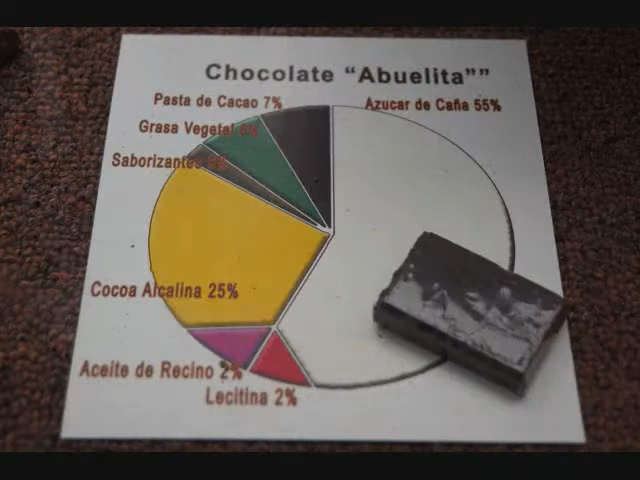 Chocolate “Abuelita””
Pasta de Cacao 7%
Azucar de Caña 55%
Grasa Vegetal
Saborizantes
Cocoa Alcalina 25%
Aceite de Recino 2%
Lecitina 2%